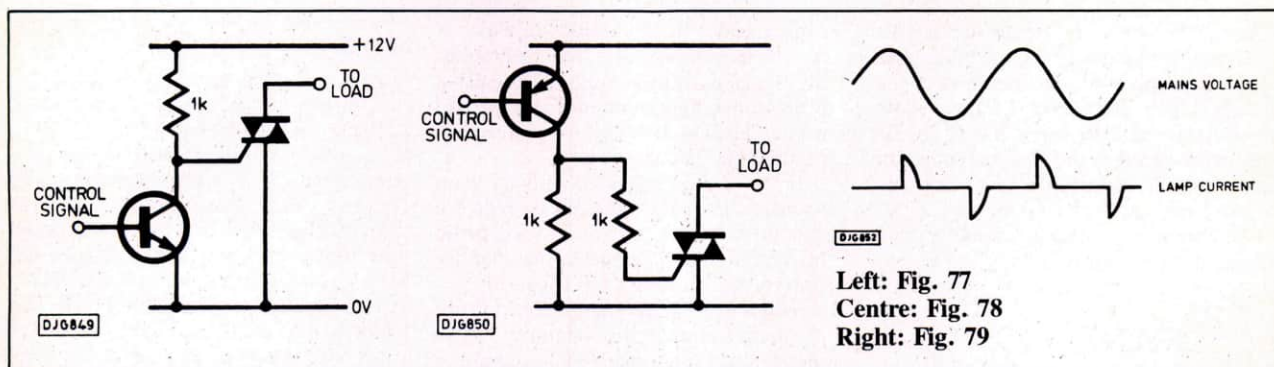 +12V
1k
TO
LOAD
CONTROL
SIGNAL
0V
DJG849
CONTROL
SIGNAL
TO
LOAD
1k
1k
DJG850
MAINS VOLTAGE
LAMP CURRENT
DJG852
Left: Fig. 77
Centre: Fig. 78
Right: Fig. 79